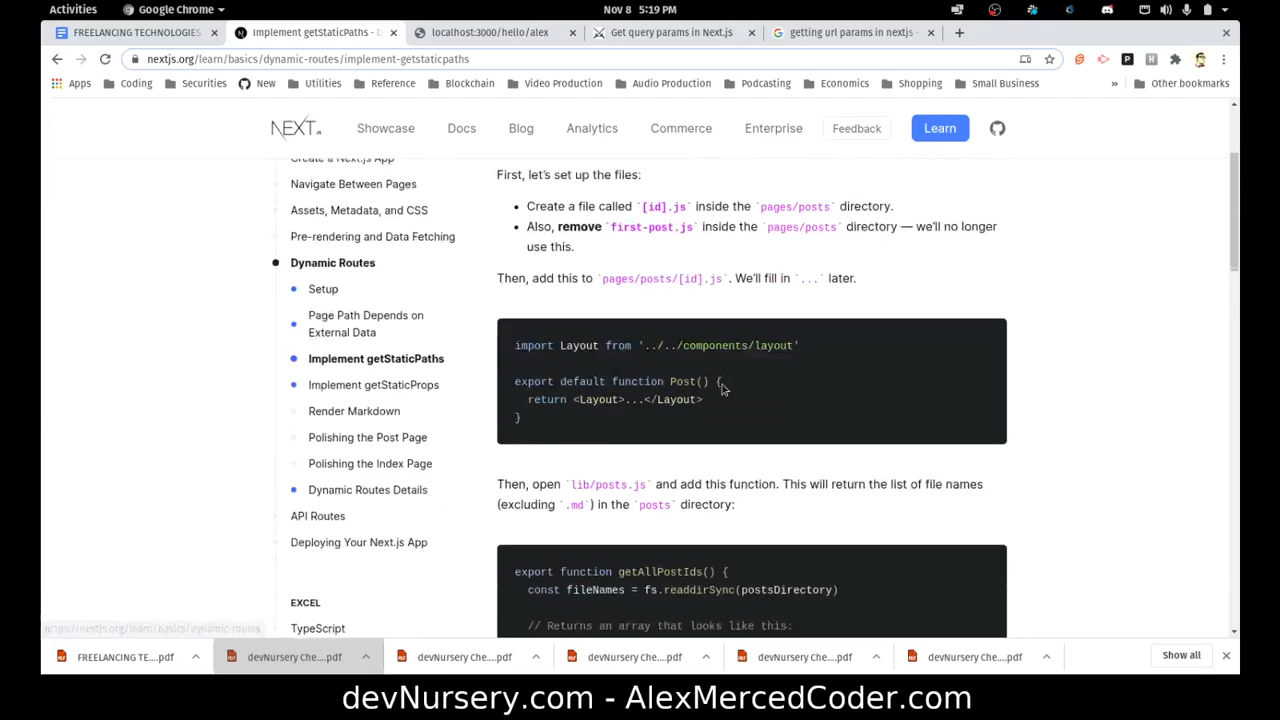 Activities
Google Chrome
Nov 8 5:19 PM
FREELANCING TECHNOLOGIES
Implement getStaticPaths - D
localhost:3000/hello/alex
Get query params in Next.js
getting url params in nextjs -
nextjs.org/learn/basics/dynamic-routes/implement-getstaticpaths
Apps
Coding
Securities
New
Utilities
Reference
Blockchain
Video Production
Audio Production
Podcasting
Economics
Shopping
Small Business
»
Other bookmarks
NEXT.JS
Showcase
Docs
Blog
Analytics
Commerce
Enterprise
Feedback
Learn
Create a Next.js App
Navigate Between Pages
Assets, Metadata, and CSS
Pre-rendering and Data Fetching
Dynamic Routes
Setup
Page Path Depends on
External Data
Implement getStaticPaths
Implement getStaticProps
Render Markdown
Polishing the Post Page
Polishing the Index Page
Dynamic Routes Details
API Routes
Deploying Your Next.js App
EXCEL
TypeScript
First, let's set up the files:
• Create a file called `[id].js` inside the `pages/posts` directory.
• Also, remove `first-post.js` inside the `pages/posts` directory — we'll no longer
use this.
Then, add this to `pages/posts/[id].js`. We'll fill in `...` later.
import Layout from '../../components/layout'
export default function Post() {
return <Layout>...</Layout>
}
Then, open `lib/posts.js` and add this function. This will return the list of file names
(excluding `.md`) in the `posts` directory:
export function getAllPostIds() {
const fileNames = fs.readdirSync(postsDirectory)
// Returns an array that looks like this:
https://nextjs.org/learn/basics/dynamic-routes
FREELANCING TE....pdf
devNursery Che....pdf
devNursery Che....pdf
devNursery Che....pdf
devNursery Che....pdf
devNursery Che....pdf
Show all
devNursery.com - AlexMercedCoder.com